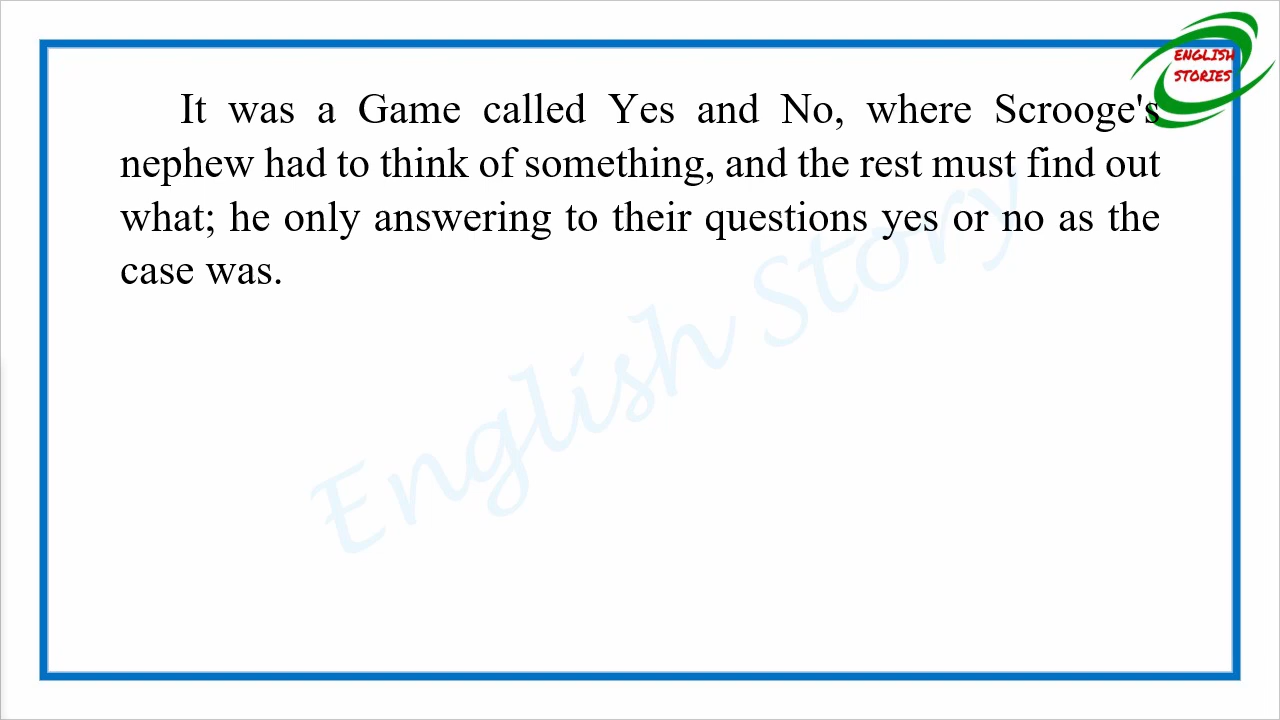 ENGLISH
STORIES
It was a Game called Yes and No, where Scrooge's
nephew had to think of something, and the rest must find out
what; he only answering to their questions yes or no as the
case was.
English Story